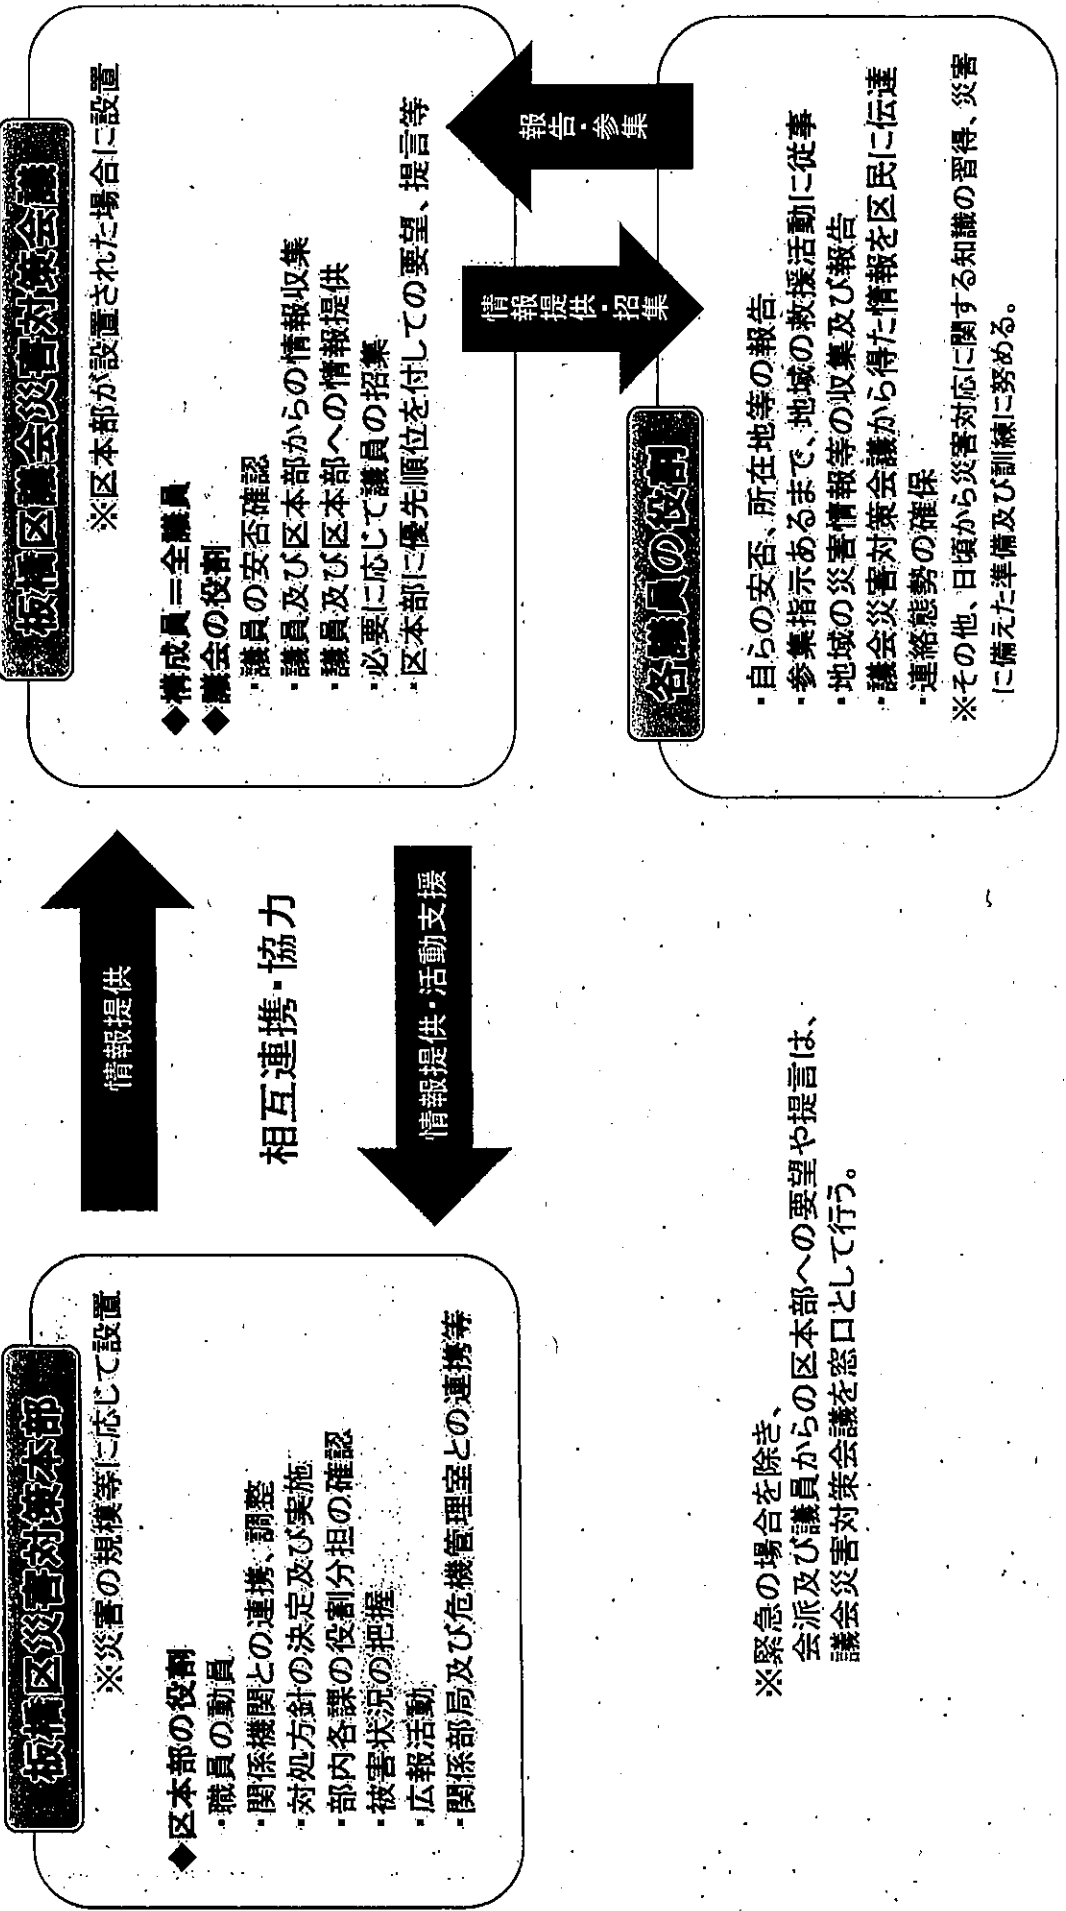 板橋区災害対策本部
※災害の規模等に応じて設置
◆区本部の役割
・職員の動員
・関係機関との連携、調整
・対処方針の決定及び実施
・部内各課の役割分担の確認
・被害状況の把握
・広報活動
・関係部局及び危機管理室との連携等
情報提供
相互連携・協力
情報提供・活動支援
板橋区議会災害対策会議
※区本部が設置された場合に設置
◆構成員＝全議員
◆議会の役割
・議員の安否確認
・議員及び区本部からの情報収集
・議員及び区本部への情報提供
・必要に応じて議員の招集
・区本部に優先順位を付しての要望、提言等
情報提供・招集
報告・参集
各議員の役割
・自らの安否、所在地等の報告
・参集指示あるまで、地域の救援活動に従事
・地域の災害情報等の収集及び報告
・議会災害対策会議から得た情報を区民に伝達
・連絡態勢の確保
※その他、日頃から災害対応に関する知識の習得、災害
に備えた準備及び訓練に努める。
※緊急の場合を除き、
会派及び議員からの区本部への要望や提言は、
議会災害対策会議を窓口として行う。